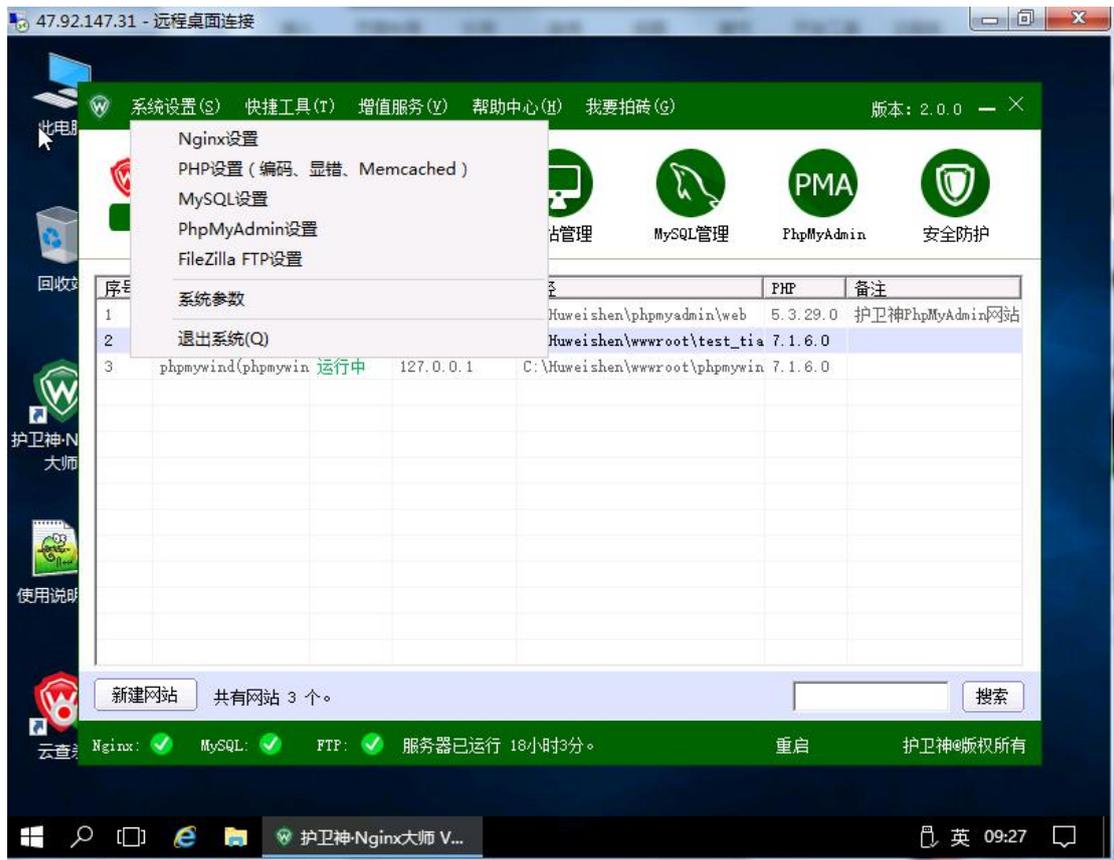 47.92.147.31 - 远程桌面连接
系统设置(S) 快捷工具(T) 增值服务(V) 帮助中心(H) 我要拍砖(G) 版本: 2.0.0
此电脑
Nginx设置
PHP设置（编码、显错、Memcached）
MySQL设置
PhpMyAdmin设置
FileZilla FTP设置
系统参数
退出系统(Q)
PMA
站管理 MySQL管理 PhpMyAdmin 安全防护
回收站
序号 径 PHP 备注
1 Huweishen\phpmyadmin\web 5.3.29.0 护卫神PhpMyAdmin网站
2 Huweishen\wwwroot\test_tia 7.1.6.0
3 phpmywind(phpmywin 运行中 127.0.0.1 C:\Huweishen\wwwroot\phpmywin 7.1.6.0
护卫神·N
大师
使用说明
云查杀
新建网站 共有网站 3 个。 搜索
Nginx: MySQL: FTP: 服务器已运行 18小时3分。 重启 护卫神@版权所有
护卫神·Nginx大师 V...
英 09:27